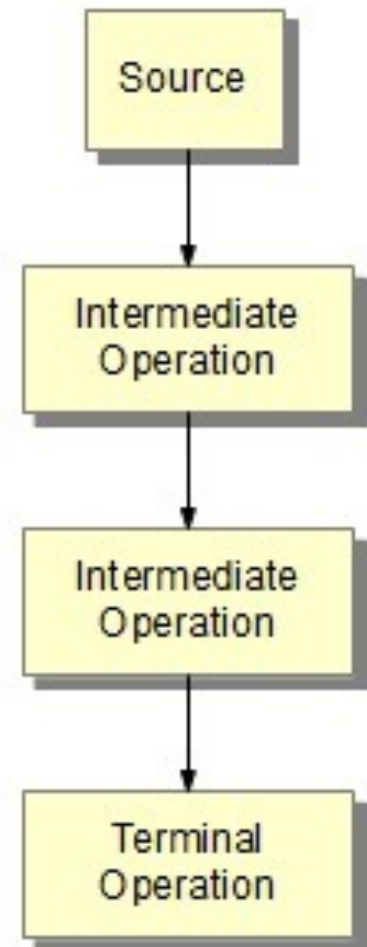 Source
Intermediate
Operation
Intermediate
Operation
Terminal
Operation